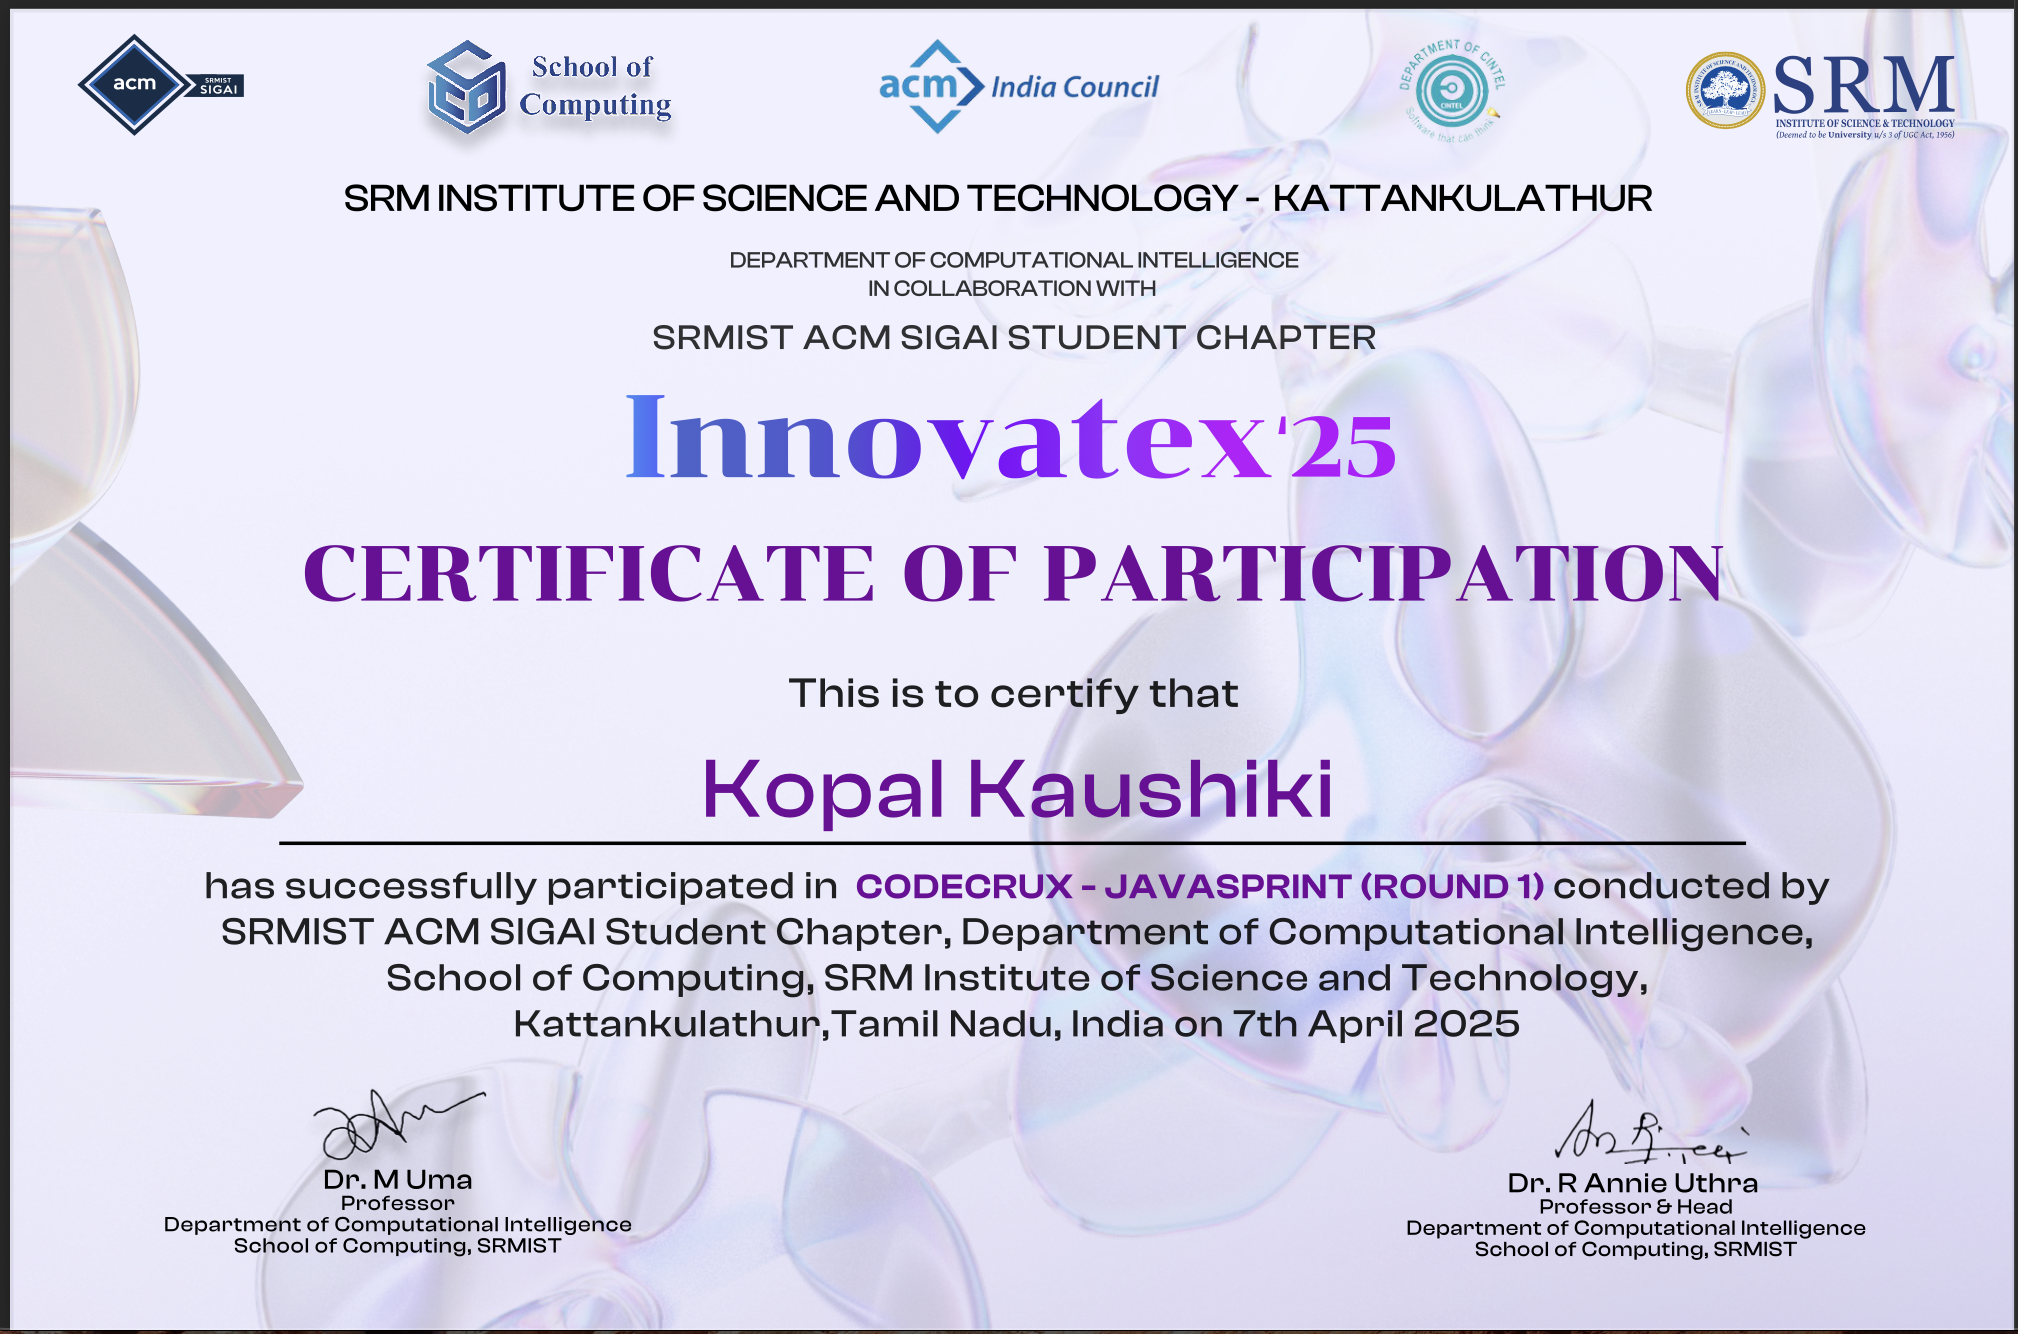 acm
SRMIST
SIGAI
School of
Computing
acm India Council
DEPARTMENT OF CINTEL
CINTEL
Software that can think
SRM
INSTITUTE OF SCIENCE & TECHNOLOGY
(Deemed to be University u/s 3 of UGC Act, 1956)
SRM INSTITUTE OF SCIENCE AND TECHNOLOGY - KATTANKULATHUR
DEPARTMENT OF COMPUTATIONAL INTELLIGENCE
IN COLLABORATION WITH
SRMIST ACM SIGAI STUDENT CHAPTER
Innovatex'25
CERTIFICATE OF PARTICIPATION
This is to certify that
Kopal Kaushiki
has successfully participated in CODECRUX - JAVASPRINT (ROUND 1) conducted by
SRMIST ACM SIGAI Student Chapter, Department of Computational Intelligence,
School of Computing, SRM Institute of Science and Technology,
Kattankulathur,Tamil Nadu, India on 7th April 2025
Dr. M Uma
Professor
Department of Computational Intelligence
School of Computing, SRMIST
Dr. R Annie Uthra
Professor & Head
Department of Computational Intelligence
School of Computing, SRMIST